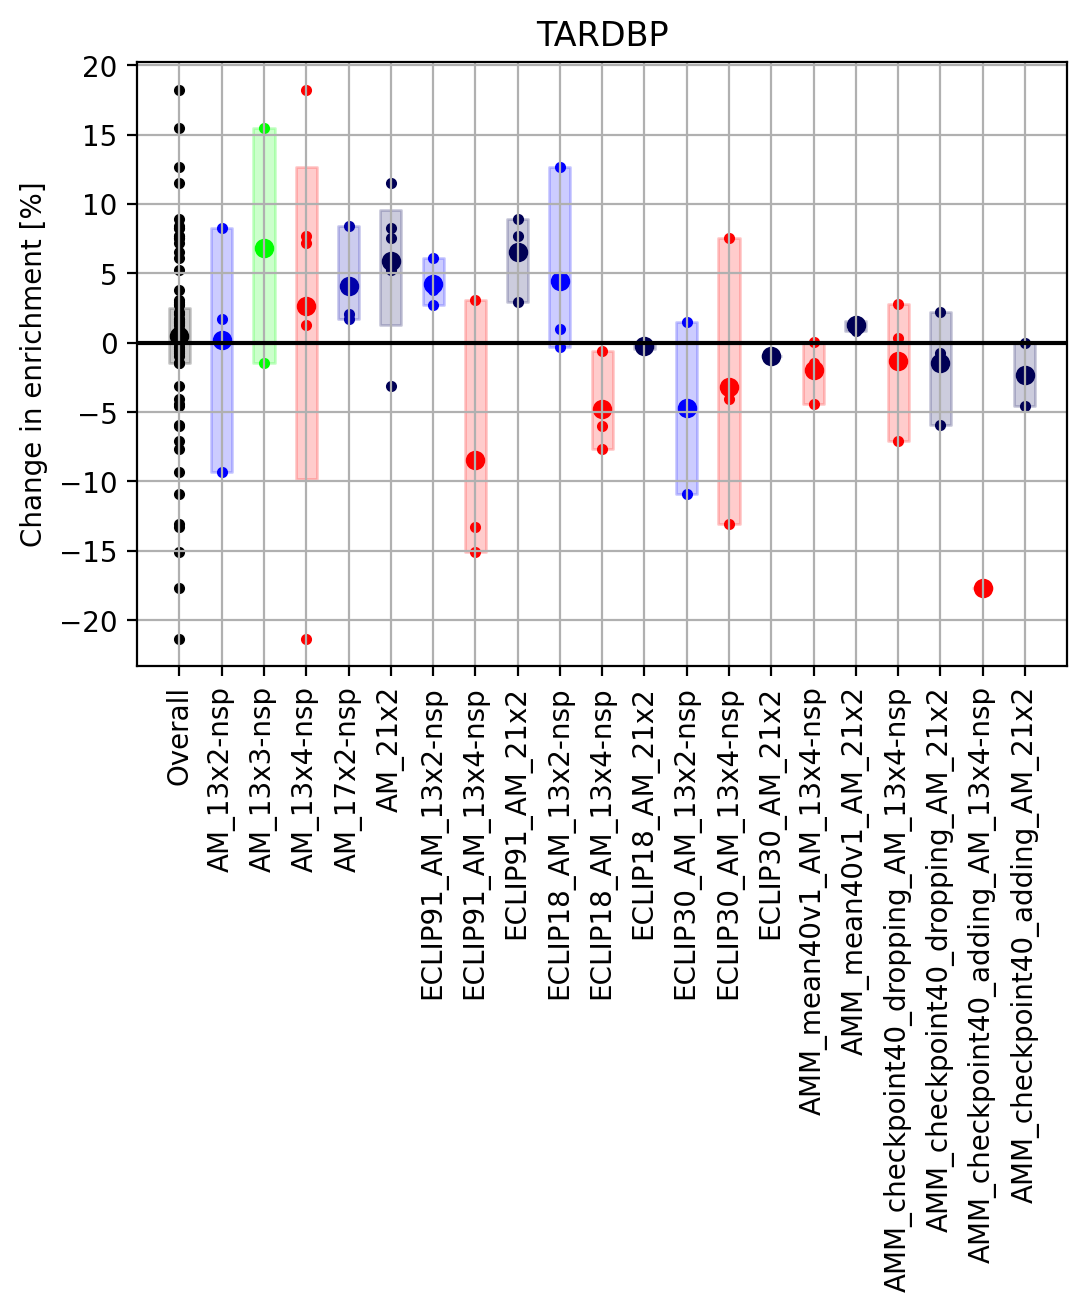 TARDBP
Change in enrichment [%]
20
15
10
5
0
−5
−10
−15
−20
Overall
AM_13x2-nsp
AM_13x3-nsp
AM_13x4-nsp
AM_17x2-nsp
AM_21x2
ECLIP91_AM_13x2-nsp
ECLIP91_AM_13x4-nsp
ECLIP91_AM_21x2
ECLIP18_AM_13x2-nsp
ECLIP18_AM_13x4-nsp
ECLIP18_AM_21x2
ECLIP30_AM_13x2-nsp
ECLIP30_AM_13x4-nsp
ECLIP30_AM_21x2
AMM_mean40v1_AM_13x4-nsp
AMM_mean40v1_AM_21x2
AMM_checkpoint40_dropping_AM_13x4-nsp
AMM_checkpoint40_dropping_AM_21x2
AMM_checkpoint40_adding_AM_13x4-nsp
AMM_checkpoint40_adding_AM_21x2